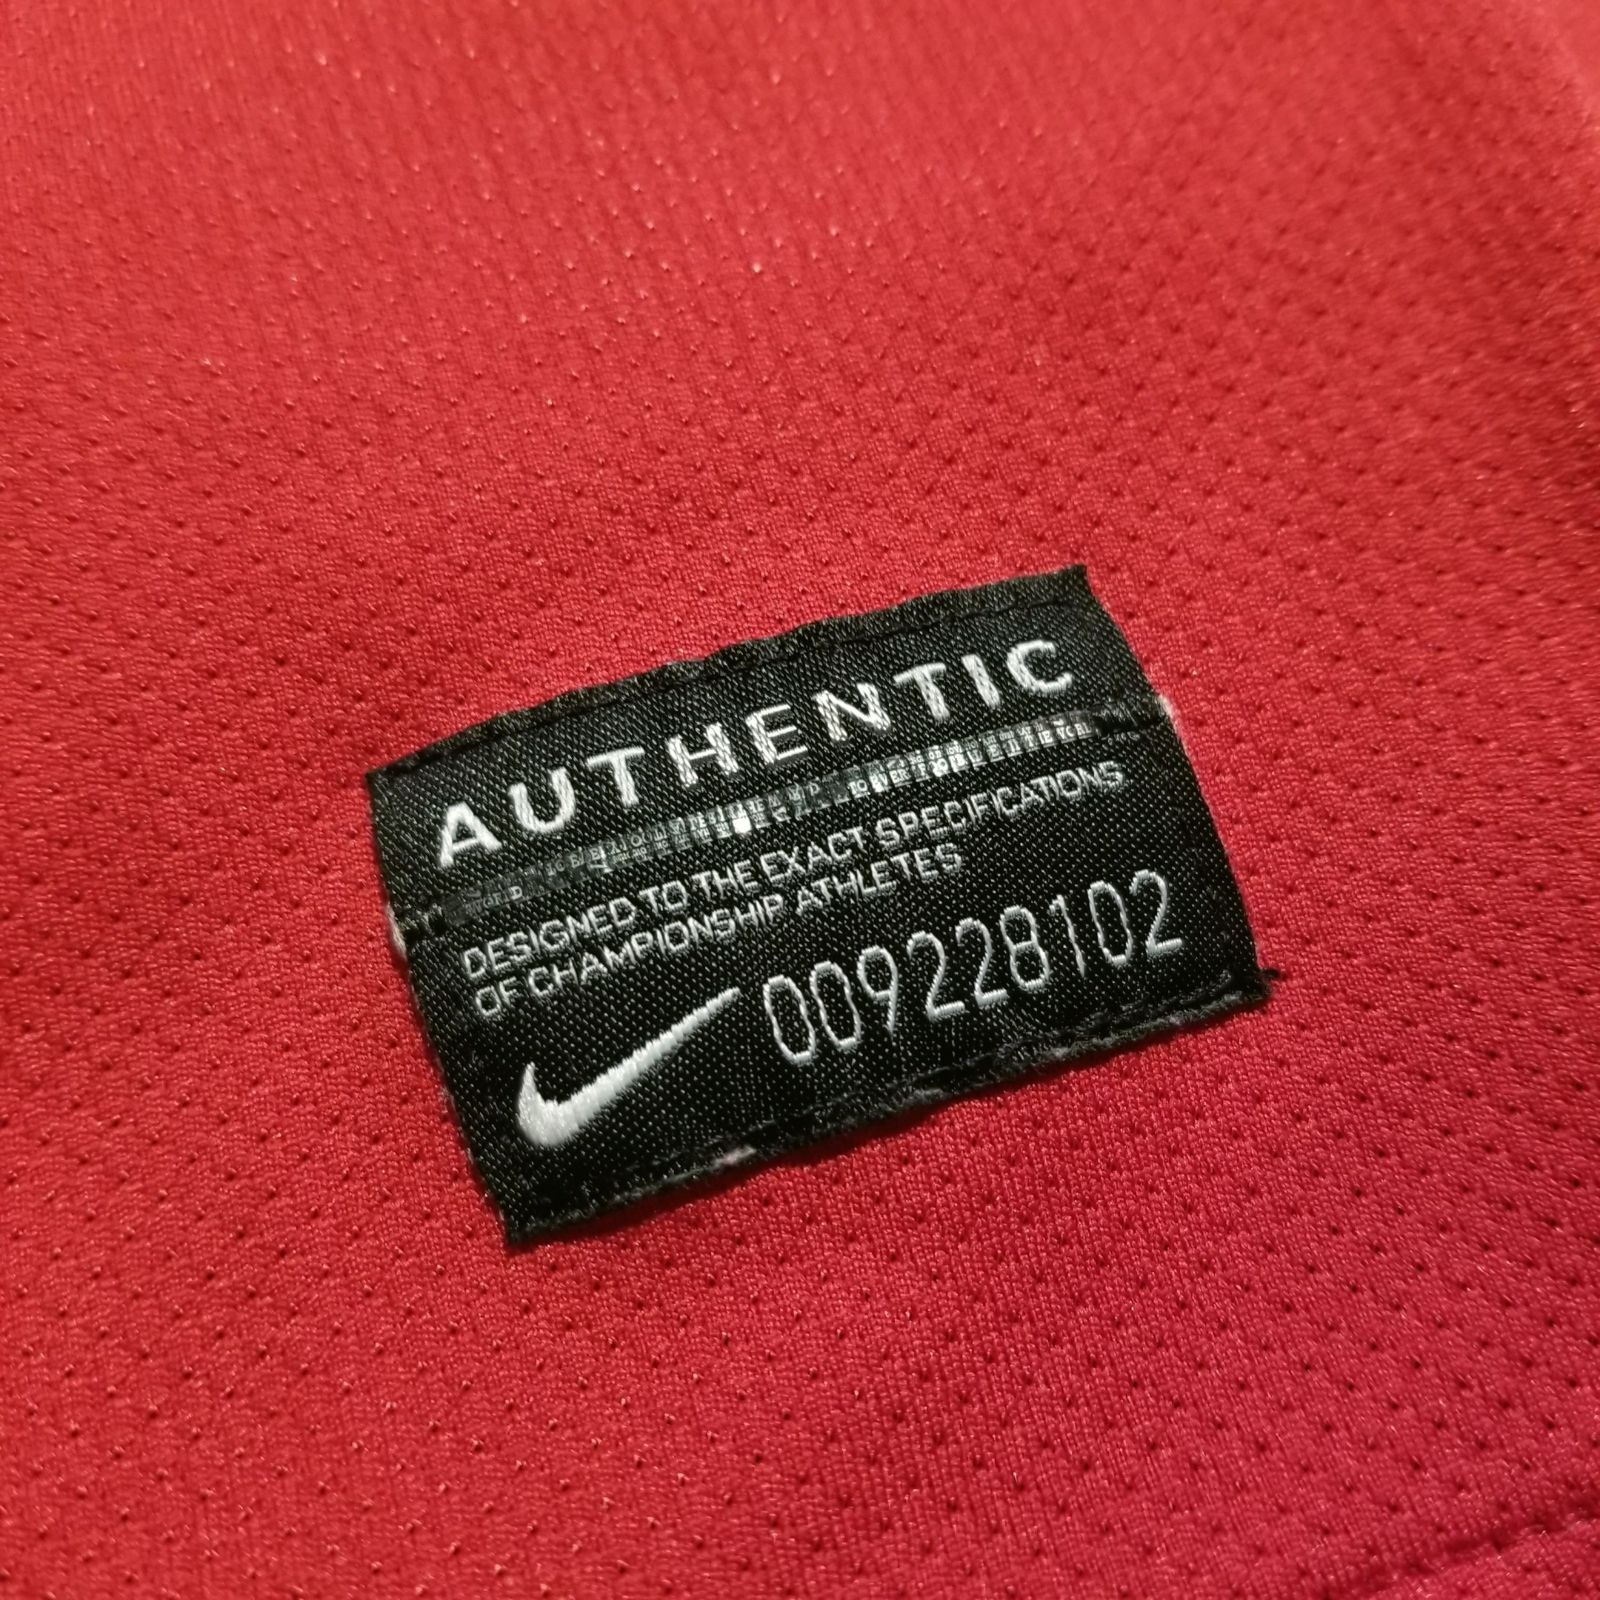 AUTHENTIC
DESIGNED TO THE EXACT SPECIFICATIONS
OF CHAMPIONSHIP ATHLETES
009228102